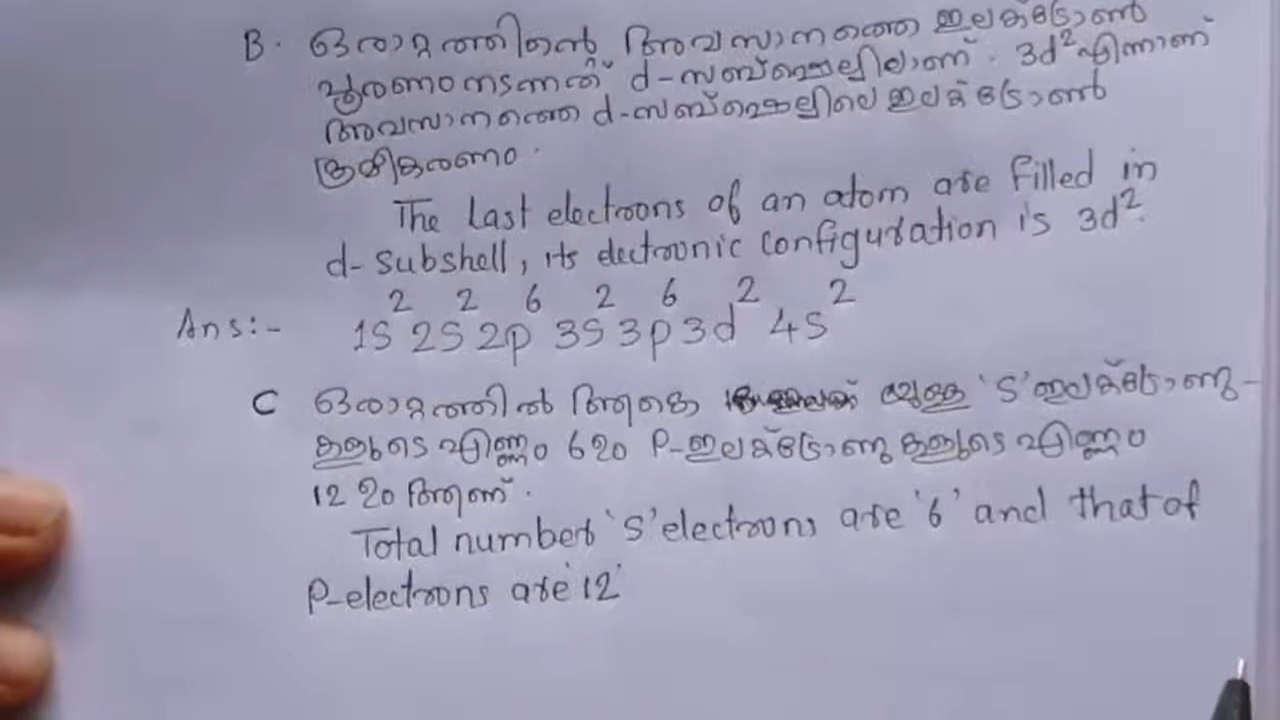 B. ഒരാറ്റത്തിന്റെ അവസാനത്തെ ഇലക്ട്രോൺ
പൂരണം നടന്നത് d-സബ്ഷെല്ലിലാണ്. 3d² എന്നാണ്
അവസാനത്തെ d-സബ്ഷെല്ലിലെ ഇലക്ട്രോൺ
ക്രമീകരണം.
The last electrons of an atom are filled in
d-subshell, its electronic configuration is 3d².
Ans:- 1S² 2S² 2p⁶ 3S² 3p⁶ 3d² 4S²
C ഒരാറ്റത്തിൽ ആകെ യുള്ള 'S' ഇലക്ട്രോണു-
കളുടെ എണ്ണം 6ഉം P-ഇലക്ട്രോണുകളുടെ എണ്ണം
12 ഉം ആണ്.
Total number 'S' electrons are '6' and that of
P-electrons are '12'